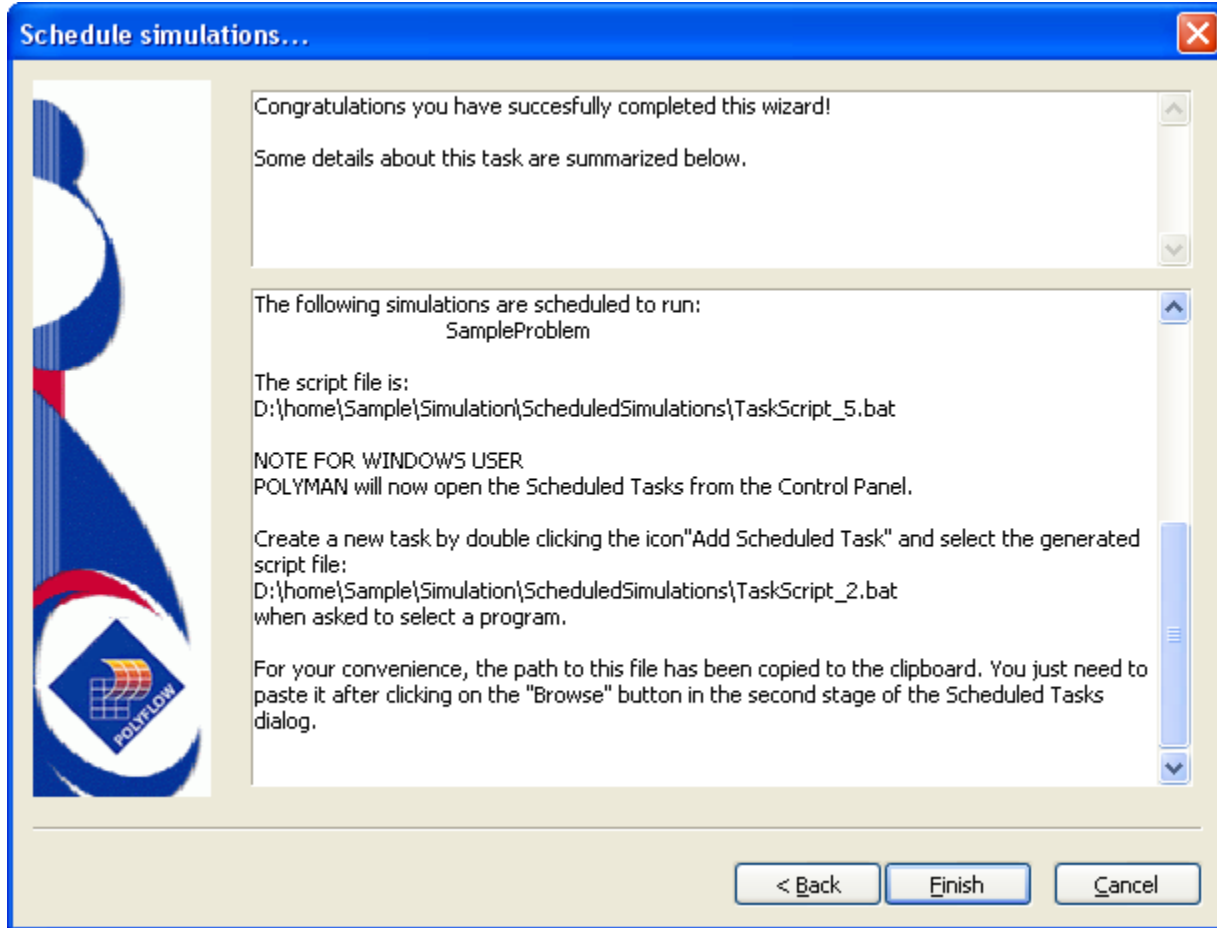 Schedule simulations...
Congratulations you have succesfully completed this wizard!
Some details about this task are summarized below.
The following simulations are scheduled to run:
SampleProblem
The script file is:
D:\home\Sample\Simulation\ScheduledSimulations\TaskScript_5.bat
NOTE FOR WINDOWS USER
POLYMAN will now open the Scheduled Tasks from the Control Panel.
Create a new task by double clicking the icon"Add Scheduled Task" and select the generated
script file:
D:\home\Sample\Simulation\ScheduledSimulations\TaskScript_2.bat
when asked to select a program.
For your convenience, the path to this file has been copied to the clipboard. You just need to
paste it after clicking on the "Browse" button in the second stage of the Scheduled Tasks
dialog.
POLYFLOW
< Back
Finish
Cancel